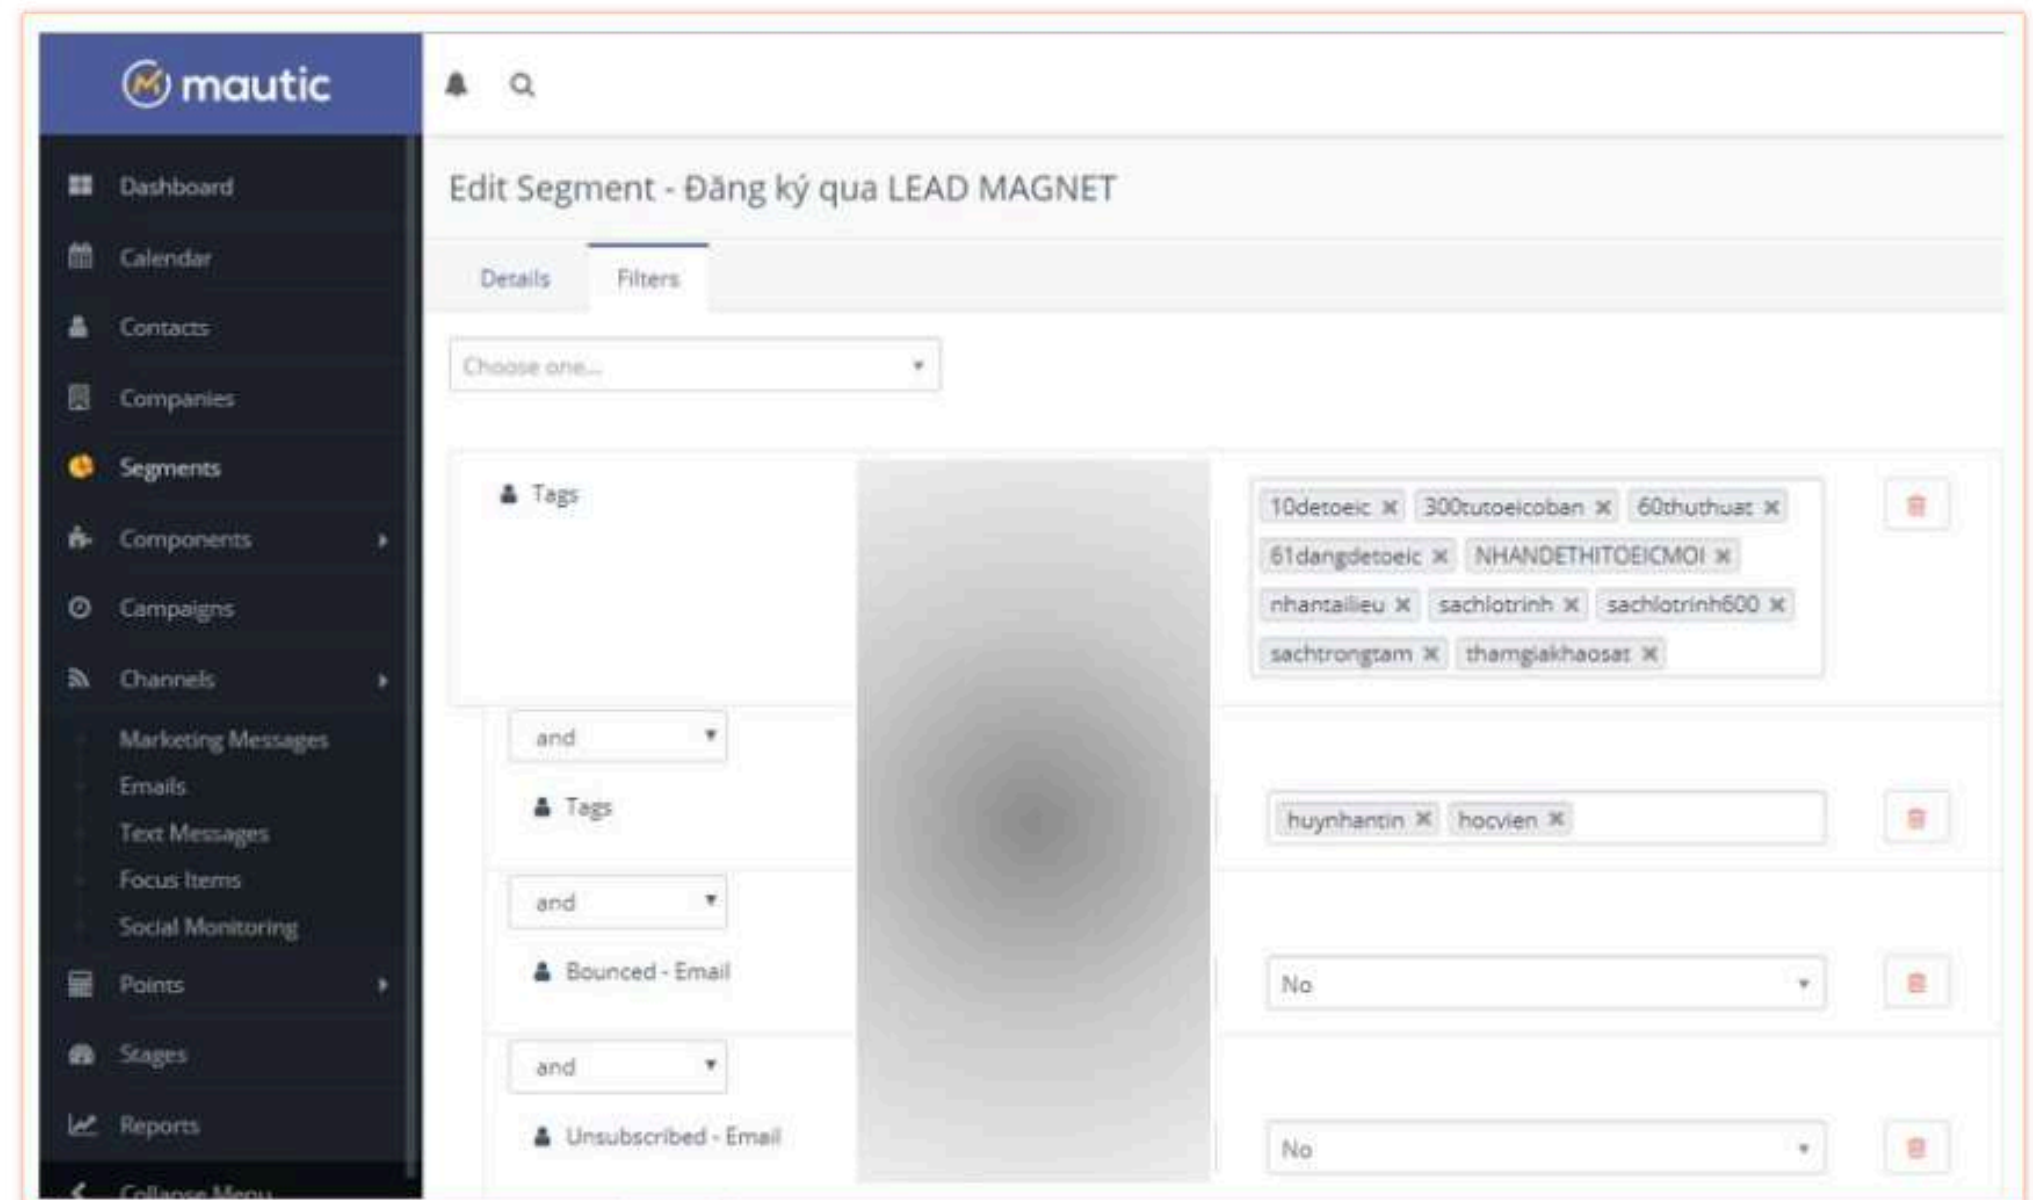 mautic
Edit Segment - Đăng ký qua LEAD MAGNET
Details Filters
Choose one...
Dashboard
Calendar
Contacts
Companies
Segments
Components
Campaigns
Channels
Marketing Messages
Emails
Text Messages
Focus Items
Social Monitoring
Points
Stages
Reports
Collapse Menu
Tags
10detoeic × 300tutoeicoban × 60thuthuat ×
61dangdetoeic × NHANDETHITOEICMOI ×
nhantailieu × sachlotrinh × sachlotrinh600 ×
sachtrongtam × thamgiakhaosat ×
and
Tags
huynhantin × hocvien ×
and
Bounced - Email
No
and
Unsubscribed - Email
No